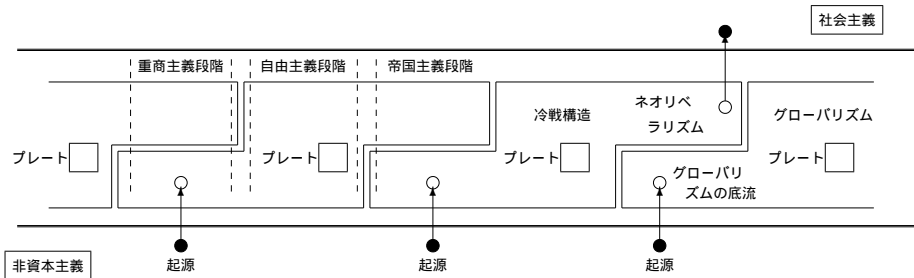 社会主義
重商主義段階
自由主義段階
帝国主義段階
冷戦構造
ネオリベ
ラリズム
グローバリズム
プレート
プレート
プレート
プレート
グローバリ
ズムの底流
非資本主義
起源
起源
起源